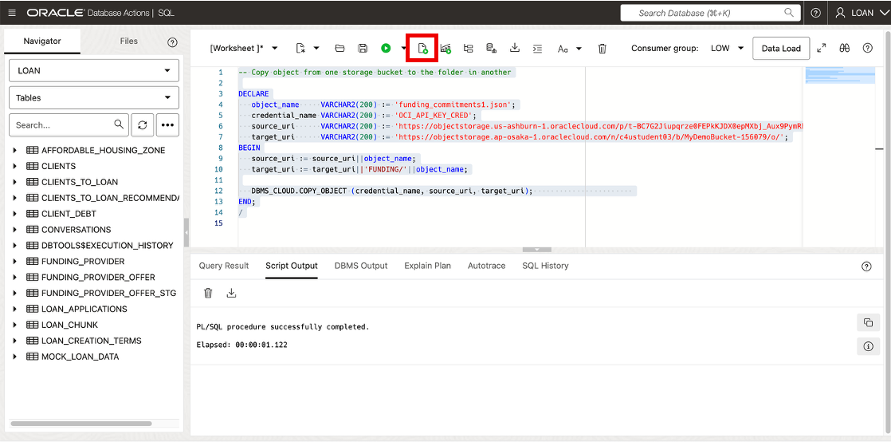 ORACLE Database Actions | SQL
Search Database (⌘+K)
LOAN
Navigator
Files
[Worksheet ]*
Aa
Consumer group:
LOW
Data Load
LOAN
Tables
Search...
AFFORDABLE_HOUSING_ZONE
CLIENTS
CLIENTS_TO_LOAN
CLIENTS_TO_LOAN_RECOMMENDA
CLIENT_DEBT
CONVERSATIONS
DBTOOLS$EXECUTION_HISTORY
FUNDING_PROVIDER
FUNDING_PROVIDER_OFFER
FUNDING_PROVIDER_OFFER_STG
LOAN_APPLICATIONS
LOAN_CHUNK
LOAN_CREATION_TERMS
MOCK_LOAN_DATA
1 -- Copy object from one storage bucket to the folder in another
2
3 DECLARE
4 object_name VARCHAR2(200) := 'funding_commitments1.json';
5 credential_name VARCHAR2(200) := 'OCI_API_KEY_CRED';
6 source_uri VARCHAR2(200) := 'https://objectstorage.us-ashburn-1.oraclecloud.com/p/
7 target_uri VARCHAR2(200) := 'https://objectstorage.ap-osaka-1.oraclecloud.com/n/c4ustudent03/b/MyDemoBucket-156079/o/';
8 BEGIN
9 source_uri := source_uri||object_name;
10 target_uri := target_uri||'FUNDING/'||object_name;
11
12 DBMS_CLOUD.COPY_OBJECT (credential_name, source_uri, target_uri);
13 END;
14 /
15
Query Result
Script Output
DBMS Output
Explain Plan
Autotrace
SQL History
PL/SQL procedure successfully completed.
Elapsed: 00:00:01.122